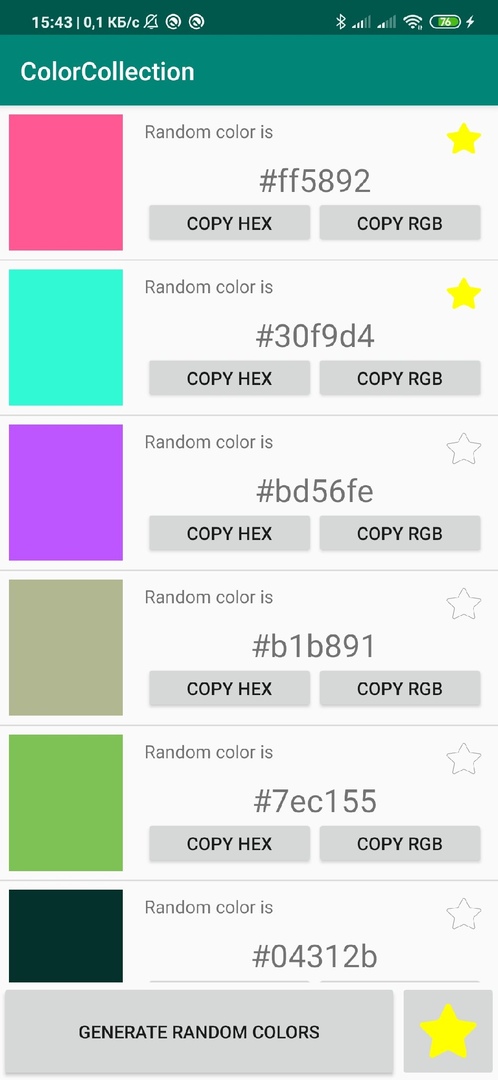 15:43 | 0,1 КБ/с 76
ColorCollection
Random color is
#ff5892
COPY HEX COPY RGB
Random color is
#30f9d4
COPY HEX COPY RGB
Random color is
#bd56fe
COPY HEX COPY RGB
Random color is
#b1b891
COPY HEX COPY RGB
Random color is
#7ec155
COPY HEX COPY RGB
Random color is
#04312b
GENERATE RANDOM COLORS